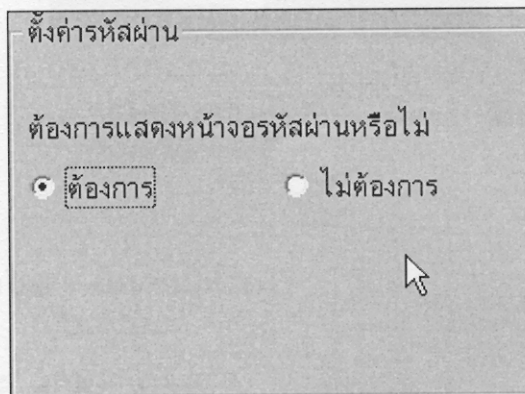 ตั้งค่ารหัสผ่าน
ต้องการแสดงหน้าจอรหัสผ่านหรือไม่
ต้องการ ไม่ต้องการ